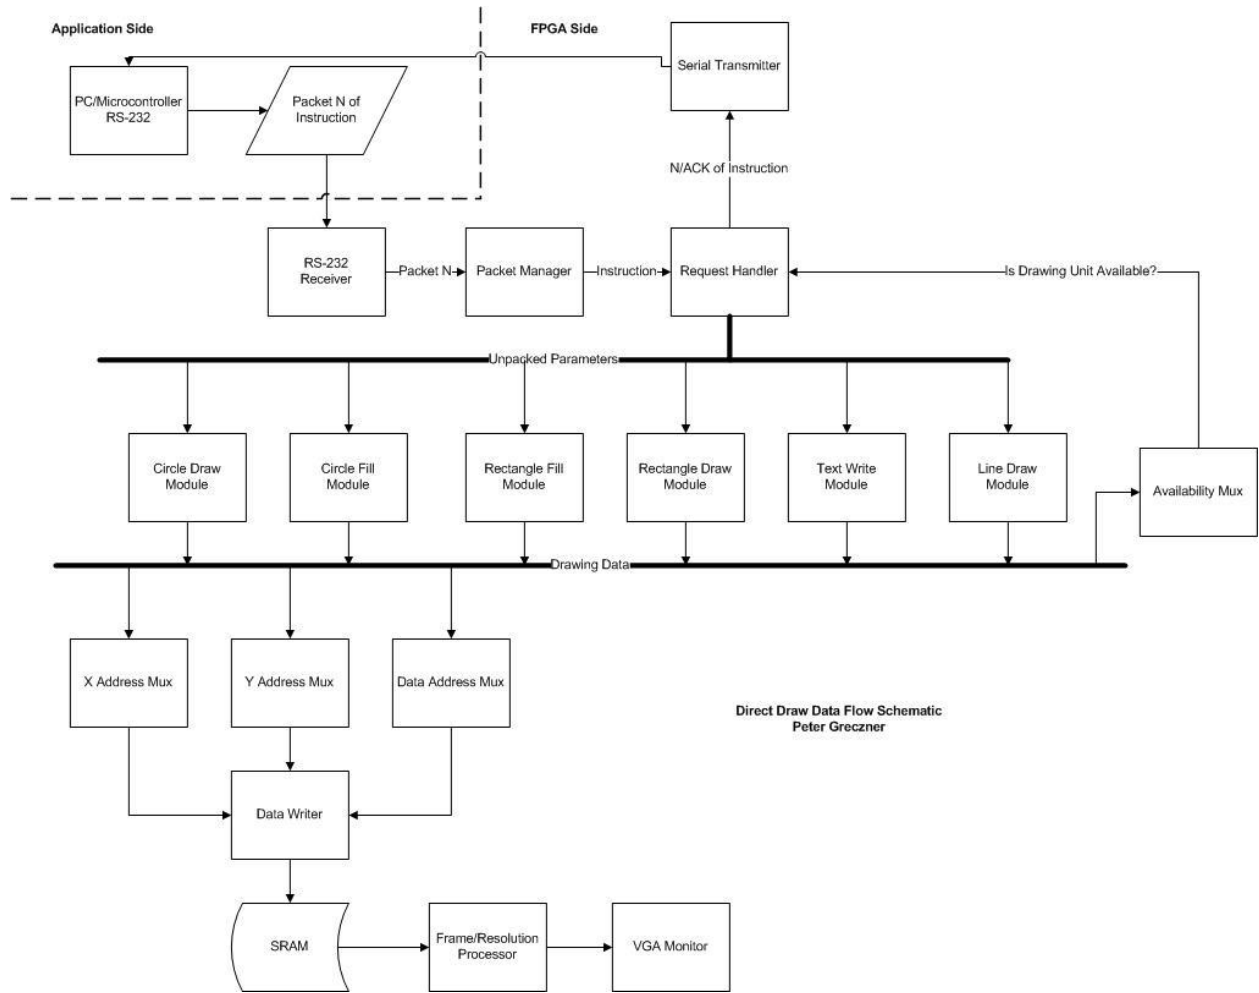 Application Side
FPGA Side
Serial Transmitter
PC/Microcontroller
RS-232
Packet N of
Instruction
N/ACK of Instruction
RS-232
Receiver
Packet N
Packet Manager
Instruction
Request Handler
Is Drawing Unit Available?
Unpacked Parameters
Circle Draw
Module
Circle Fill
Module
Rectangle Fill
Module
Rectangle Draw
Module
Text Write
Module
Line Draw
Module
Availability Mux
Drawing Data
X Address Mux
Y Address Mux
Data Address Mux
Direct Draw Data Flow Schematic
Peter Greczner
Data Writer
SRAM
Frame/Resolution
Processor
VGA Monitor